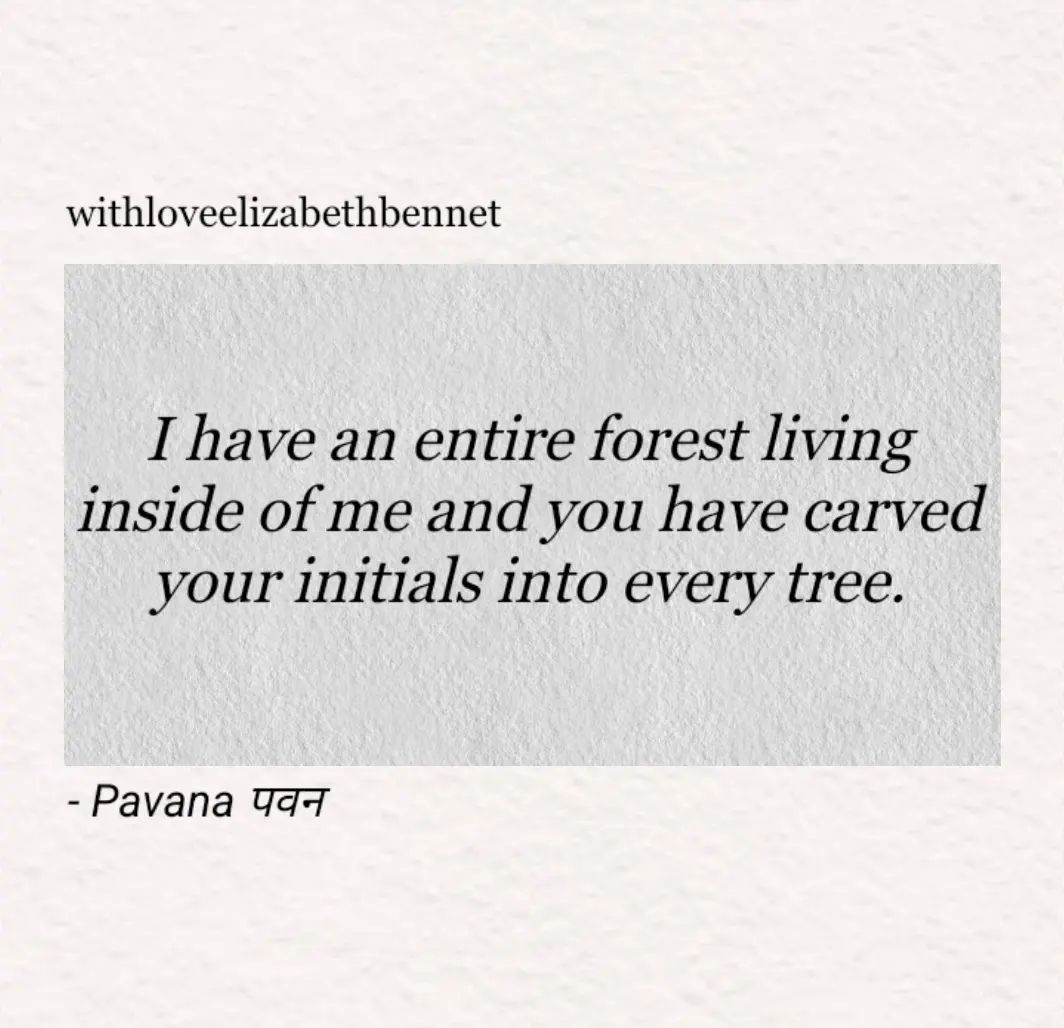 withloveelizabethbennet
I have an entire forest living
inside of me and you have carved
your initials into every tree.
- Pavana पवन